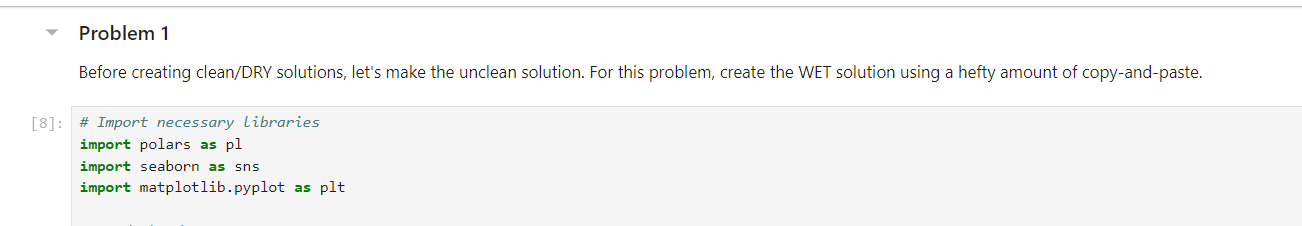 Problem 1
Before creating clean/DRY solutions, let's make the unclean solution. For this problem, create the WET solution using a hefty amount of copy-and-paste.
[8]:
# Import necessary libraries
import polars as pl
import seaborn as sns
import matplotlib.pyplot as plt